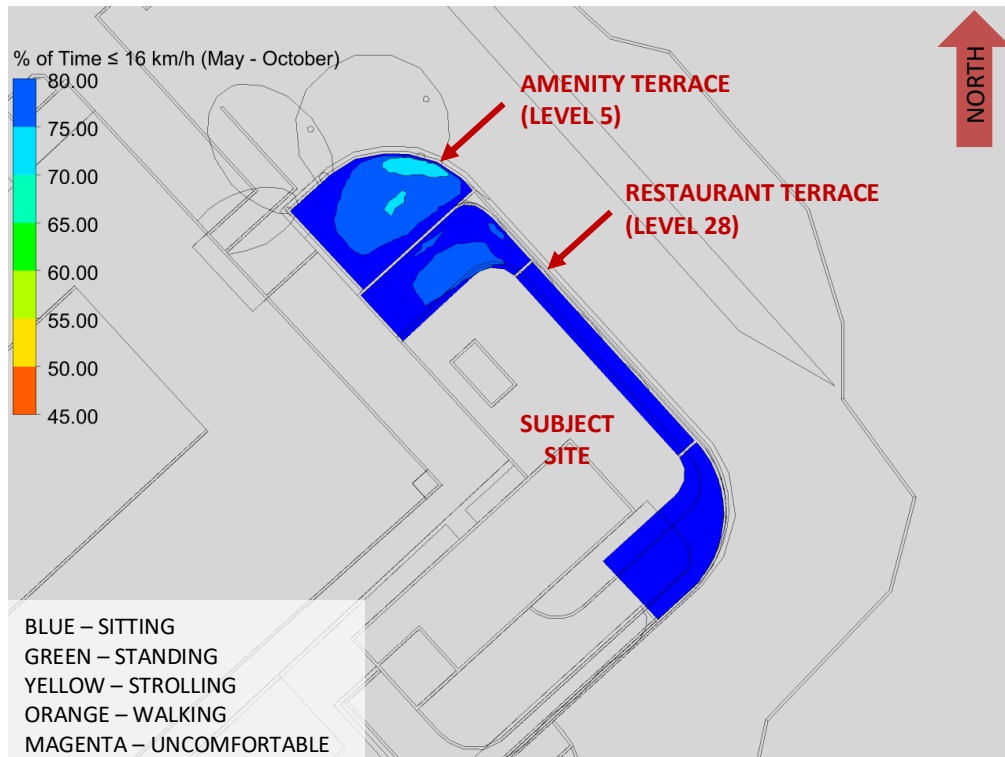 % of Time ≤ 16 km/h (May - October)
80.00
75.00
70.00
65.00
60.00
55.00
50.00
45.00
AMENITY TERRACE
(LEVEL 5)
RESTAURANT TERRACE
(LEVEL 28)
NORTH
SUBJECT
SITE
BLUE – SITTING
GREEN – STANDING
YELLOW – STROLLING
ORANGE – WALKING
MAGENTA – UNCOMFORTABLE